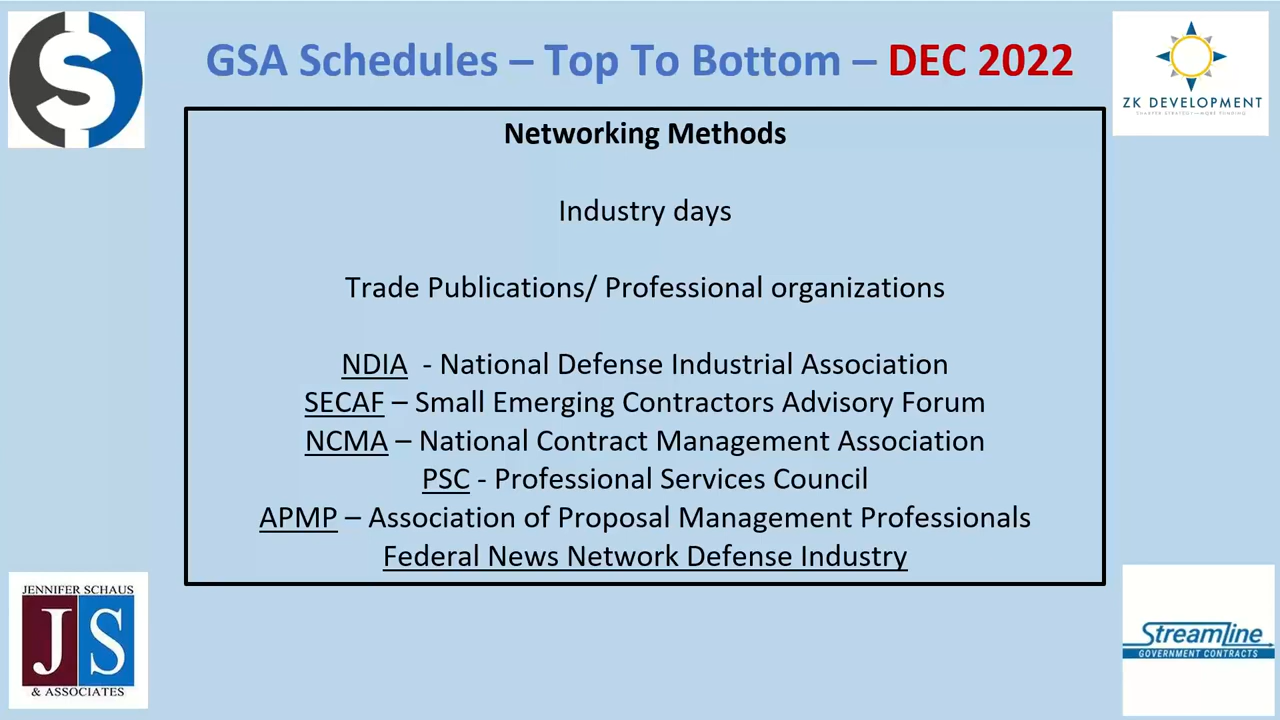 GSA Schedules – Top To Bottom – DEC 2022
S
ZK DEVELOPMENT
Networking Methods
Industry days
Trade Publications/ Professional organizations
NDIA - National Defense Industrial Association
SECAF – Small Emerging Contractors Advisory Forum
NCMA – National Contract Management Association
PSC - Professional Services Council
APMP – Association of Proposal Management Professionals
Federal News Network Defense Industry
JENNIFER SCHAUS
JS
& ASSOCIATES
Streamline
GOVERNMENT CONTRACTS